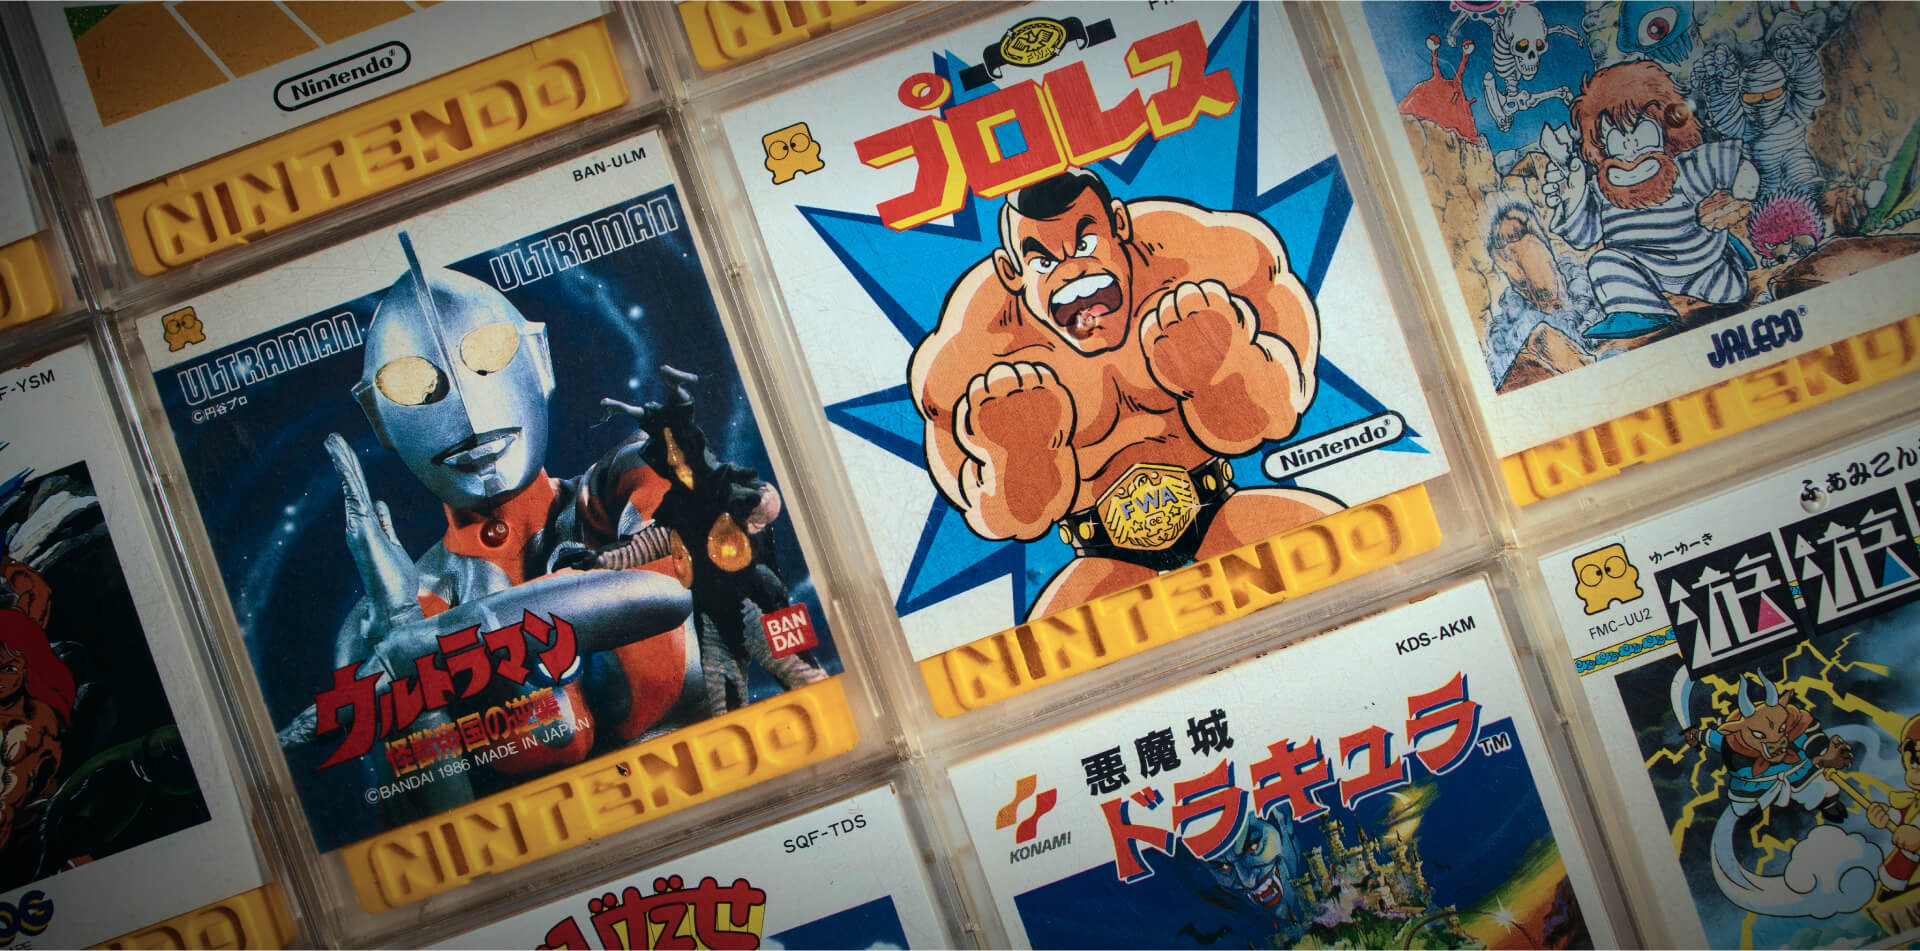 Nintendo®
NINTENDO
BAN-ULM
ULTRAMAN
ULTRAMAN
©円谷プロ
ウルトラマン
怪獣帝国の逆襲
©BANDAI 1986 MADE IN JAPAN
BAN
DAI
NINTENDO
FWA
プロレス
Nintendo®
FWA
NINTENDO
JALECO®
NINTENDO
F-YSM
SQF-TDS
KDS-AKM
KONAMI
悪魔城
ドラキュラ™
ふぁみこん
ゆーゆーき
FMC-UU2
遊遊